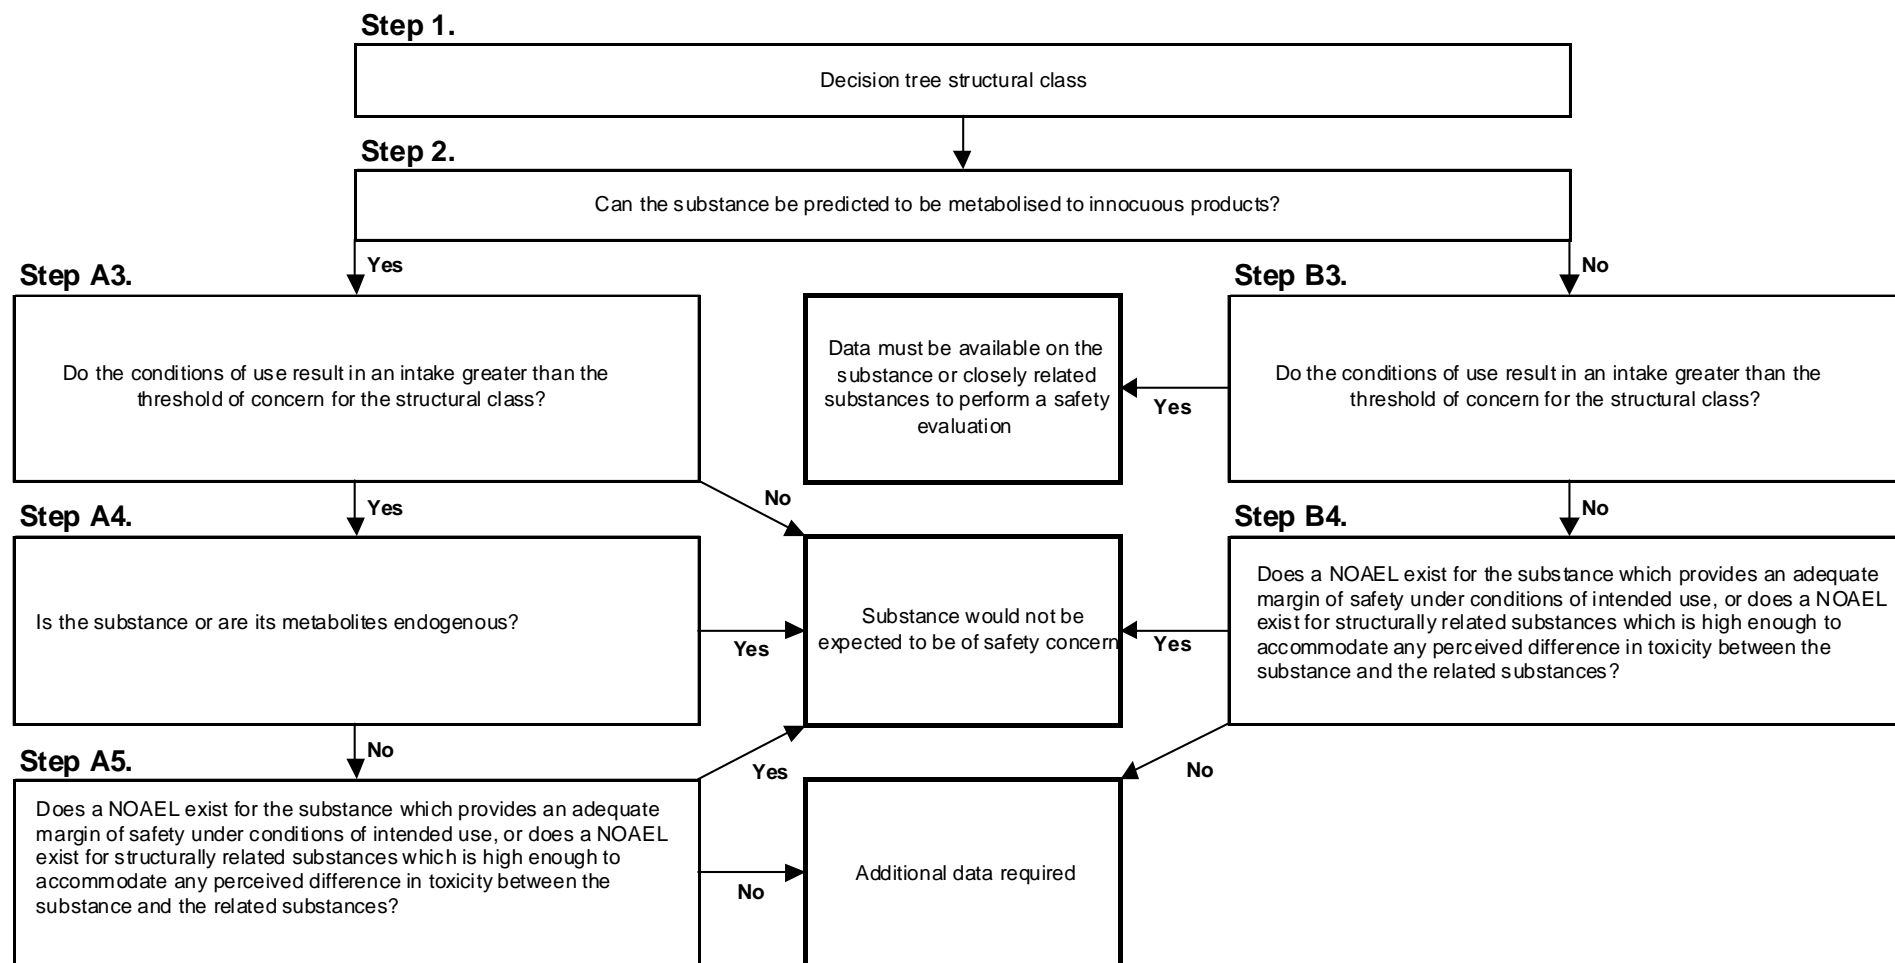 Step 1.
Decision tree structural class
Step 2.
Can the substance be predicted to be metabolised to innocuous products?
Yes
No
Step A3.
Do the conditions of use result in an intake greater than the
threshold of concern for the structural class?
Data must be available on the
substance or closely related
substances to perform a safety
evaluation
Yes
Step B3.
Do the conditions of use result in an intake greater than the
threshold of concern for the structural class?
Yes
No
No
Step A4.
Is the substance or are its metabolites endogenous?
Yes
Substance would not be
expected to be of safety concern
Yes
Step B4.
Does a NOAEL exist for the substance which provides an adequate
margin of safety under conditions of intended use, or does a NOAEL
exist for structurally related substances which is high enough to
accommodate any perceived difference in toxicity between the
substance and the related substances?
No
Yes
No
Step A5.
Does a NOAEL exist for the substance which provides an adequate
margin of safety under conditions of intended use, or does a NOAEL
exist for structurally related substances which is high enough to
accommodate any perceived difference in toxicity between the
substance and the related substances?
No
Additional data required